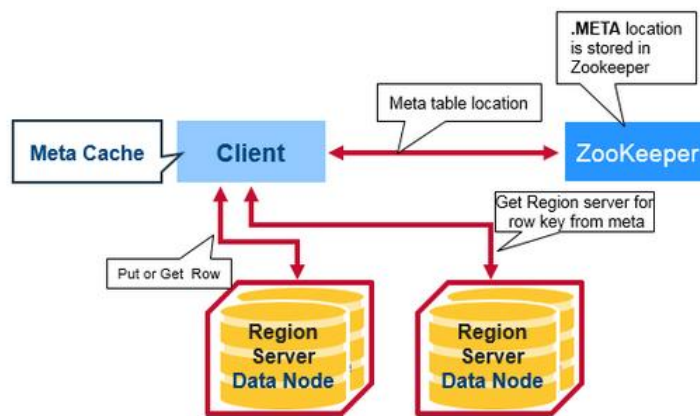 .META location
is stored in
Zookeeper
Meta table location
Meta Cache
Client
ZooKeeper
Get Region server for
row key from meta
Put or Get Row
Region
Server
Data Node
Region
Server
Data Node